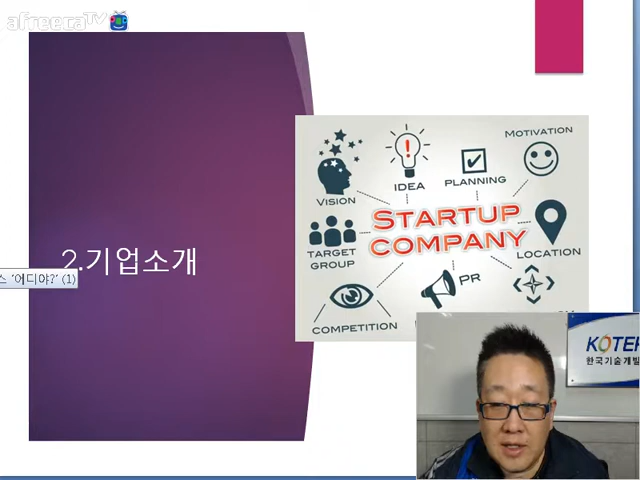 afreecaTV
MOTIVATION
IDEA
PLANNING
VISION
STARTUP
COMPANY
TARGET
GROUP
LOCATION
2.기업소개
스 '어디야?' (1)
PR
COMPETITION
한국기술개발